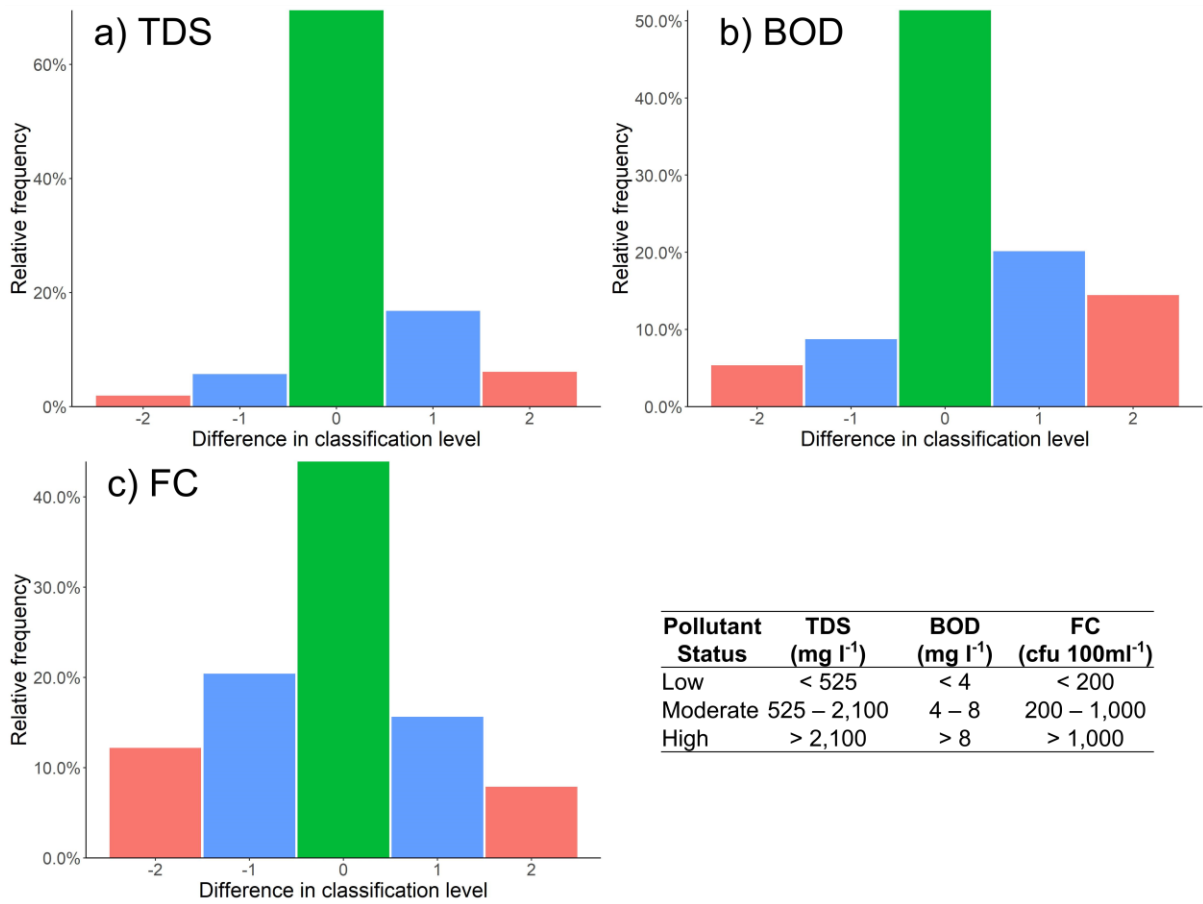 a) TDS
60%
40%
20%
0%
Relative frequency
-2 -1 0 1 2
Difference in classification level
b) BOD
50.0%
40.0%
30.0%
20.0%
10.0%
0.0%
Relative frequency
-2 -1 0 1 2
Difference in classification level
c) FC
40.0%
30.0%
20.0%
10.0%
0.0%
Relative frequency
-2 -1 0 1 2
Difference in classification level
Pollutant TDS BOD FC
Status (mg l⁻¹) (mg l⁻¹) (cfu 100ml⁻¹)
Low < 525 < 4 < 200
Moderate 525 – 2,100 4 – 8 200 – 1,000
High > 2,100 > 8 > 1,000